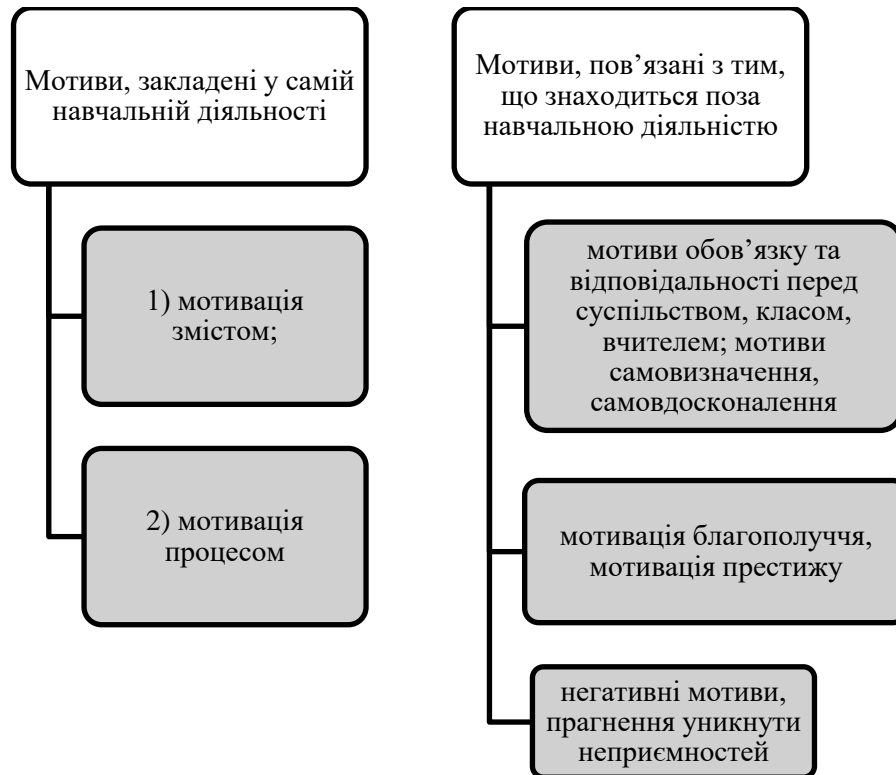 Мотиви, закладені у самій
навчальній діяльності
1) мотивація
змістом;
2) мотивація
процесом
Мотиви, пов’язані з тим,
що знаходиться поза
навчальною діяльністю
мотиви обов’язку та
відповідальності перед
суспільством, класом,
вчителем; мотиви
самовизначення,
самовдосконалення
мотивація благополуччя,
мотивація престижу
негативні мотиви,
прагнення уникнути
неприємностей